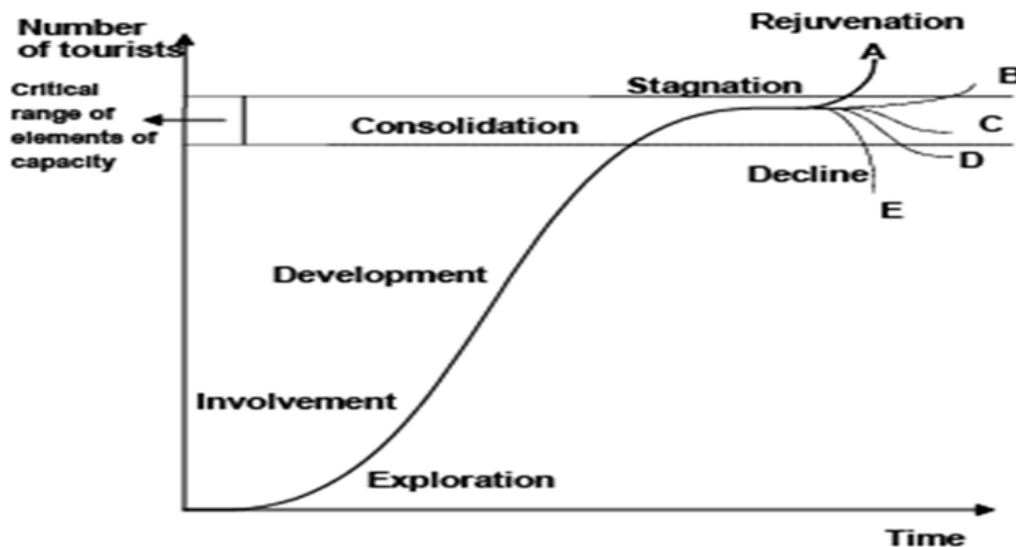 Number
of tourists
Rejuvenation
A
B
Critical
range of
elements of
capacity
Stagnation
Consolidation
C
D
Decline
E
Development
Involvement
Exploration
Time